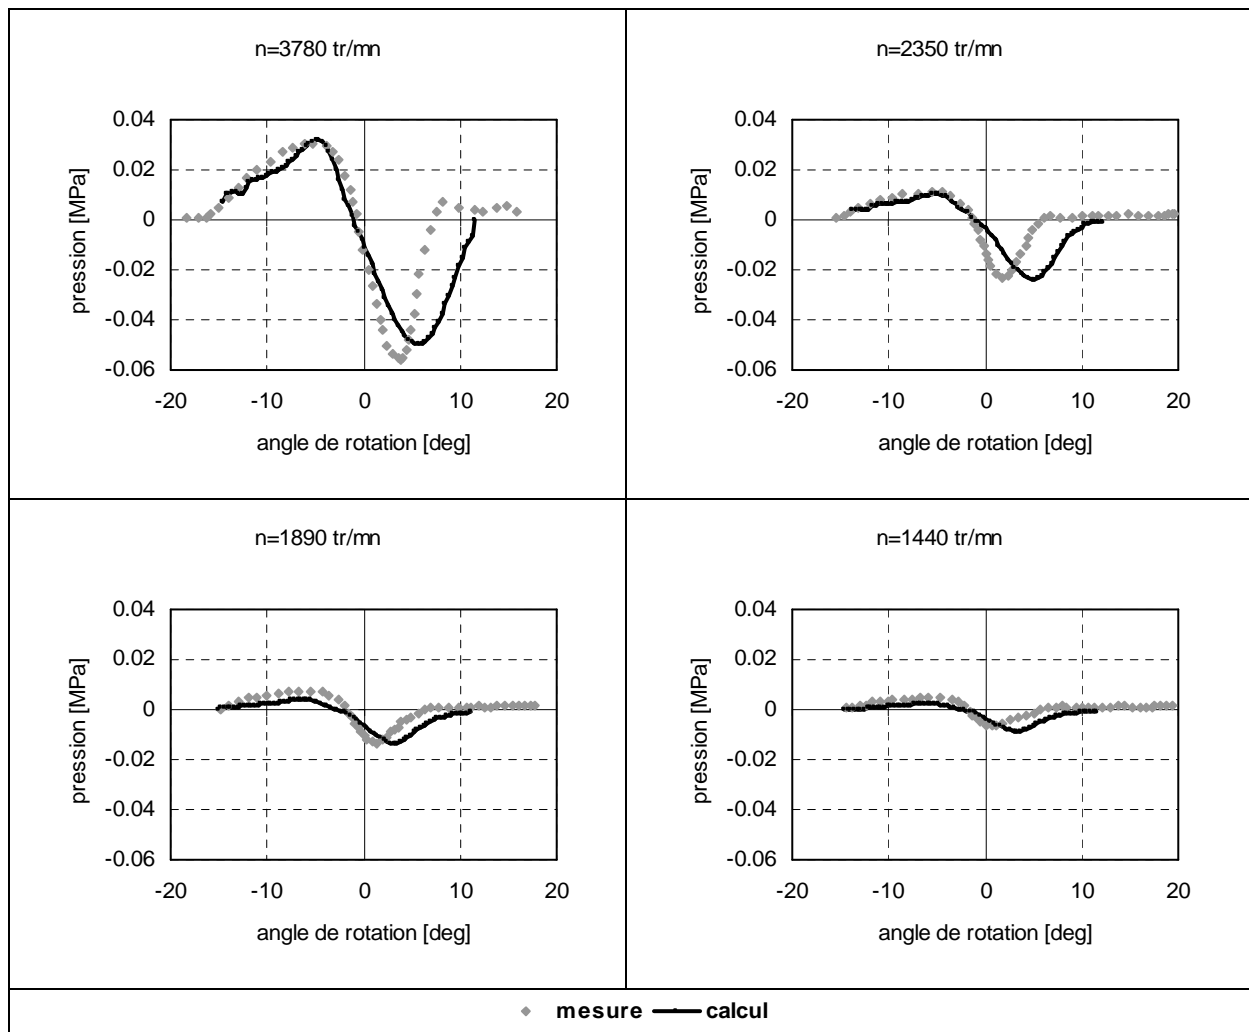 n=3780 tr/mn
0.04
0.02
0
-0.02
-0.04
-0.06
pression [MPa]
-20 -10 0 10 20
angle de rotation [deg]
n=2350 tr/mn
0.04
0.02
0
-0.02
-0.04
-0.06
pression [MPa]
-20 -10 0 10 20
angle de rotation [deg]
n=1890 tr/mn
0.04
0.02
0
-0.02
-0.04
-0.06
pression [MPa]
-20 -10 0 10 20
angle de rotation [deg]
n=1440 tr/mn
0.04
0.02
0
-0.02
-0.04
-0.06
pression [MPa]
-20 -10 0 10 20
angle de rotation [deg]
mesure calcul